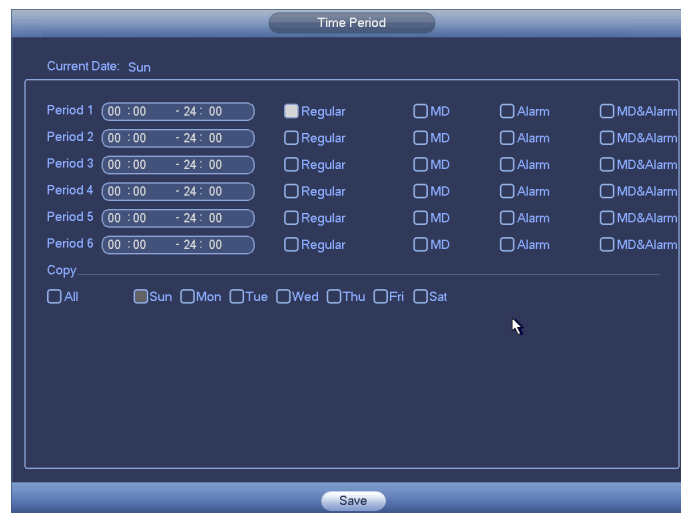 Time Period
Current Date: Sun
Period 1 00 : 00 - 24 : 00 Regular MD Alarm MD&Alarm
Period 2 00 : 00 - 24 : 00 Regular MD Alarm MD&Alarm
Period 3 00 : 00 - 24 : 00 Regular MD Alarm MD&Alarm
Period 4 00 : 00 - 24 : 00 Regular MD Alarm MD&Alarm
Period 5 00 : 00 - 24 : 00 Regular MD Alarm MD&Alarm
Period 6 00 : 00 - 24 : 00 Regular MD Alarm MD&Alarm
Copy
All Sun Mon Tue Wed Thu Fri Sat
Save